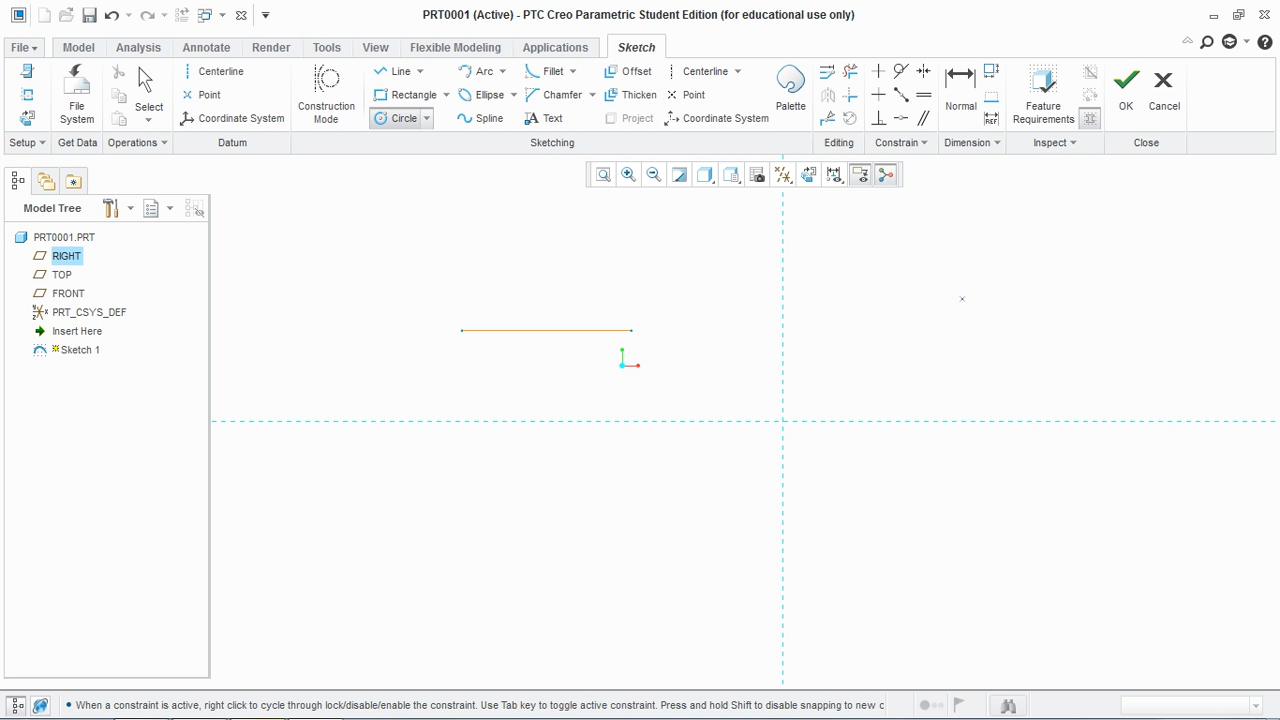 PRT0001 (Active) - PTC Creo Parametric Student Edition (for educational use only)
File Model Analysis Annotate Render Tools View Flexible Modeling Applications Sketch
Centerline Line Arc Fillet Offset Centerline
Point Rectangle Ellipse Chamfer Thicken Point
Coordinate System Circle Spline Text Project Coordinate System
File System
Select
Construction Mode
Palette
Normal
Feature Requirements
OK
Cancel
Setup Get Data Operations Datum Sketching Editing Constrain Dimension Inspect Close
Model Tree
PRT0001 PRT
RIGHT
TOP
FRONT
PRT_CSYS_DEF
Insert Here
Sketch 1
When a constraint is active, right click to cycle through lock/disable/enable the constraint. Use Tab key to toggle active constraint. Press and hold Shift to disable snapping to new c